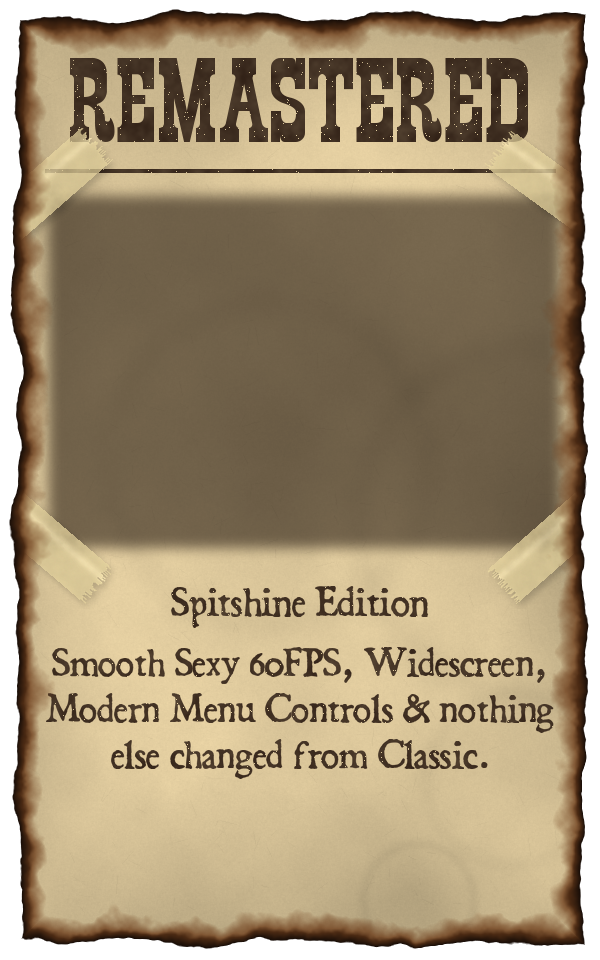 REMASTERED
Spitshine Edition
Smooth Sexy 60FPS, Widescreen,
Modern Menu Controls & nothing
else changed from Classic.